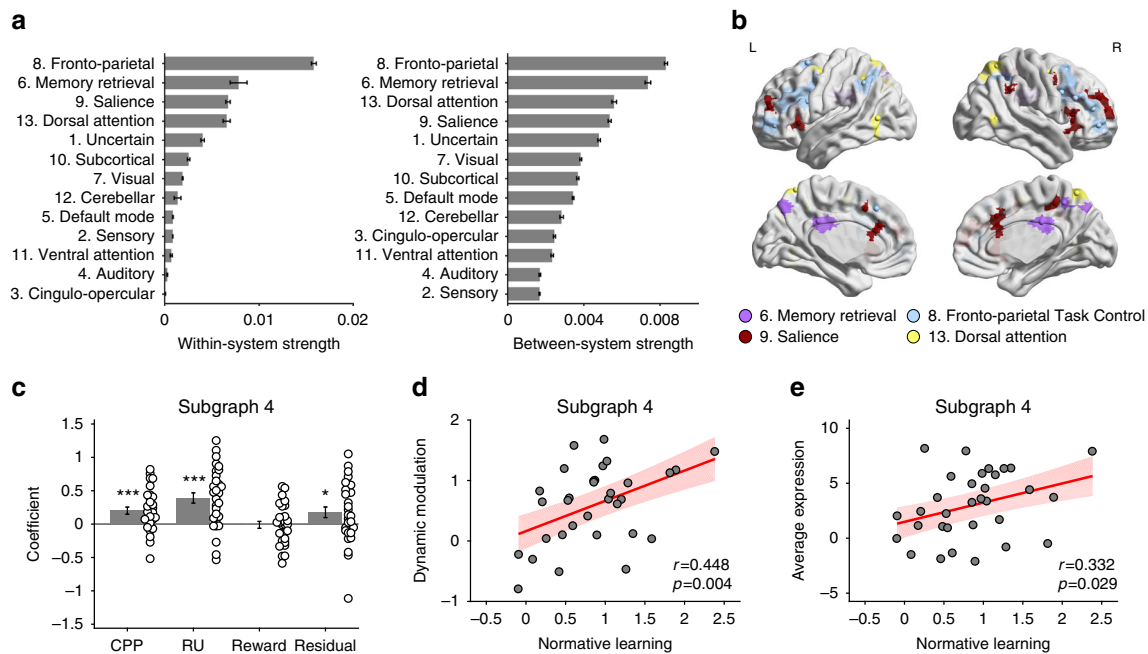 a
8. Fronto-parietal
6. Memory retrieval
9. Salience
13. Dorsal attention
1. Uncertain
10. Subcortical
7. Visual
12. Cerebellar
5. Default mode
2. Sensory
11. Ventral attention
4. Auditory
3. Cingulo-opercular
0 0.01 0.02
Within-system strength
8. Fronto-parietal
6. Memory retrieval
13. Dorsal attention
9. Salience
1. Uncertain
7. Visual
10. Subcortical
5. Default mode
12. Cerebellar
3. Cingulo-opercular
11. Ventral attention
4. Auditory
2. Sensory
0 0.004 0.008
Between-system strength
b
L R
6. Memory retrieval 8. Fronto-parietal Task Control
9. Salience 13. Dorsal attention
c
Subgraph 4
Coefficient
1.5
1
0.5
0
−0.5
−1
−1.5
*** *** *
CPP RU Reward Residual
d
Subgraph 4
Dynamic modulation
2
1
0
−1
r=0.448
p=0.004
−0.5 0 0.5 1 1.5 2 2.5
Normative learning
e
Subgraph 4
Average expression
10
5
0
−5
r=0.332
p=0.029
−0.5 0 0.5 1 1.5 2 2.5
Normative learning